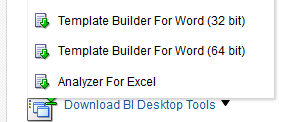 Template Builder For Word (32 bit)
Template Builder For Word (64 bit)
Analyzer For Excel
Download BI Desktop Tools